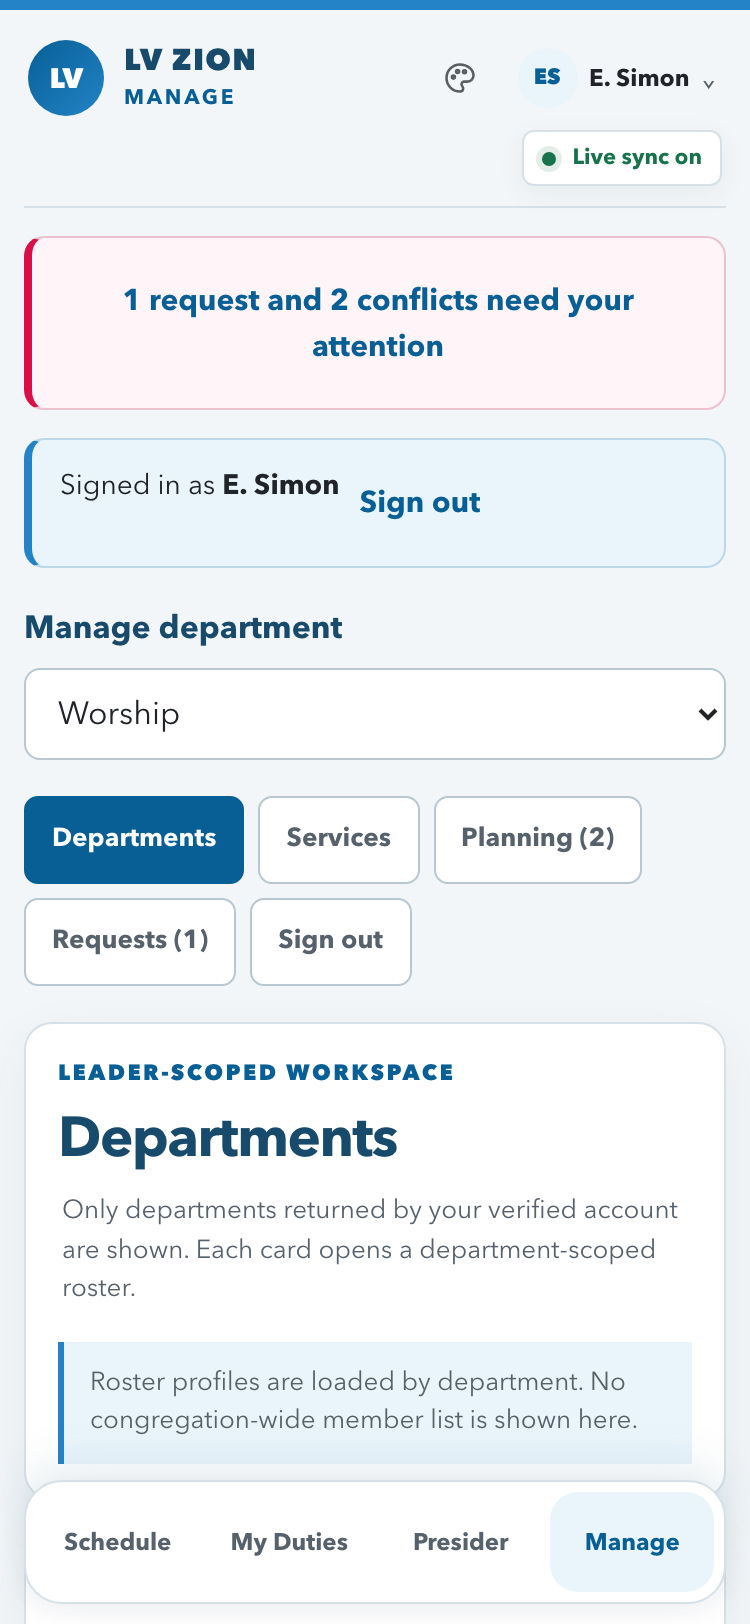 LV
LV ZION
MANAGE
ES
E. Simon
Live sync on
1 request and 2 conflicts need your
attention
Signed in as E. Simon
Sign out
Manage department
Worship
Departments
Services
Planning (2)
Requests (1)
Sign out
LEADER-SCOPED WORKSPACE
Departments
Only departments returned by your verified account
are shown. Each card opens a department-scoped
roster.
Roster profiles are loaded by department. No
congregation-wide member list is shown here.
Schedule
My Duties
Presider
Manage